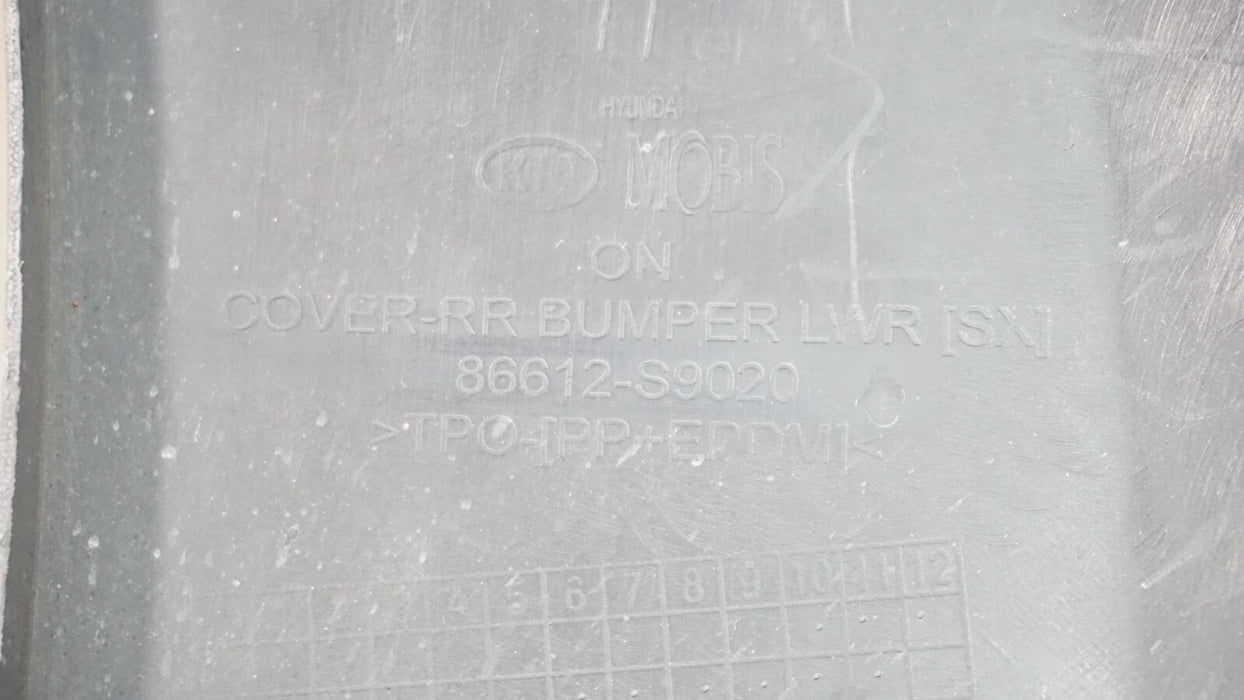 HYUNDAI
KIA MOBIS
ON
COVER-RR BUMPER LWR [SX]
86612-S9020
>TPO-[PP+EPDM]<
4 5 6 7 8 9 10 11 12